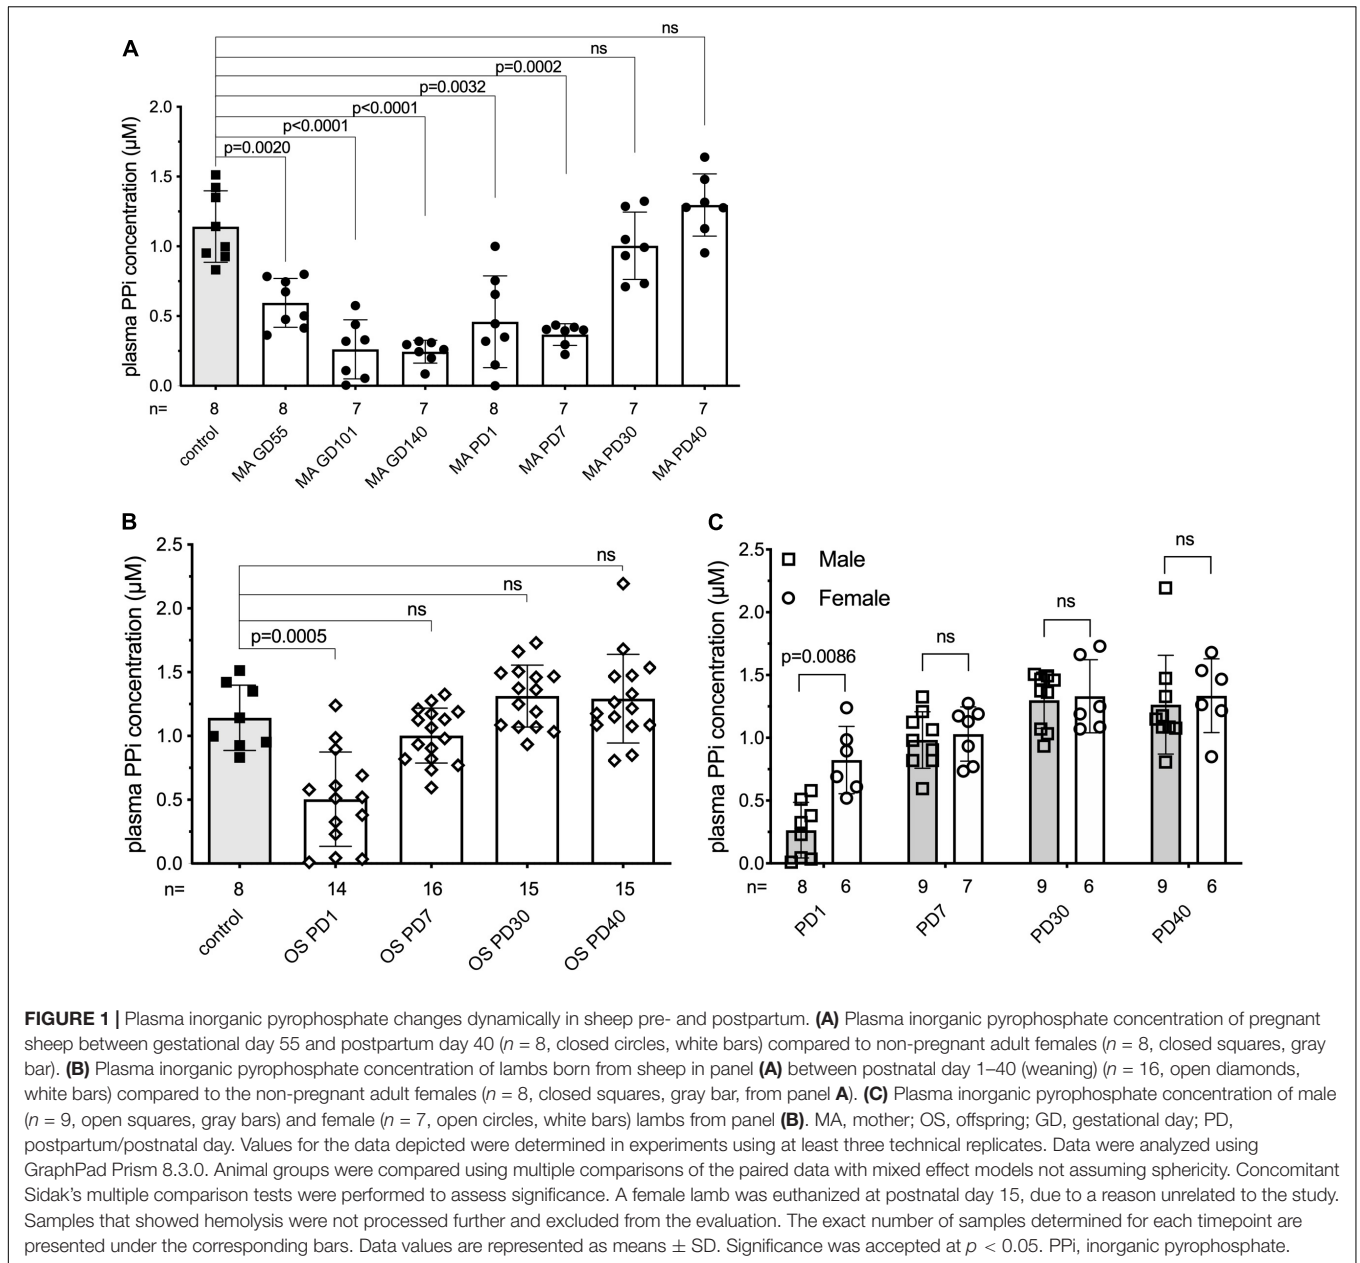 A
ns
ns
p=0.0002
p=0.0032
p<0.0001
p<0.0001
p=0.0020
plasma PPi concentration (µM)
2.0
1.5
1.0
0.5
0.0
n= 8 8 7 7 8 7 7 7
control MA GD55 MA GD101 MA GD140 MA PD1 MA PD7 MA PD30 MA PD40
B
ns
ns
ns
p=0.0005
plasma PPi concentration (µM)
2.5
2.0
1.5
1.0
0.5
0.0
n= 8 14 16 15 15
control OS PD1 OS PD7 OS PD30 OS PD40
C
Male
Female
p=0.0086
ns
ns
ns
plasma PPi concentration (µM)
2.5
2.0
1.5
1.0
0.5
0.0
n= 8 6 9 7 9 6 9 6
PD1 PD7 PD30 PD40
FIGURE 1 | Plasma inorganic pyrophosphate changes dynamically in sheep pre- and postpartum. (A) Plasma inorganic pyrophosphate concentration of pregnant
sheep between gestational day 55 and postpartum day 40 (n = 8, closed circles, white bars) compared to non-pregnant adult females (n = 8, closed squares, gray
bar). (B) Plasma inorganic pyrophosphate concentration of lambs born from sheep in panel (A) between postnatal day 1–40 (weaning) (n = 16, open diamonds,
white bars) compared to the non-pregnant adult females (n = 8, closed squares, gray bar, from panel A). (C) Plasma inorganic pyrophosphate concentration of male
(n = 9, open squares, gray bars) and female (n = 7, open circles, white bars) lambs from panel (B). MA, mother; OS, offspring; GD, gestational day; PD,
postpartum/postnatal day. Values for the data depicted were determined in experiments using at least three technical replicates. Data were analyzed using
GraphPad Prism 8.3.0. Animal groups were compared using multiple comparisons of the paired data with mixed effect models not assuming sphericity. Concomitant
Sidak's multiple comparison tests were performed to assess significance. A female lamb was euthanized at postnatal day 15, due to a reason unrelated to the study.
Samples that showed hemolysis were not processed further and excluded from the evaluation. The exact number of samples determined for each timepoint are
presented under the corresponding bars. Data values are represented as means ± SD. Significance was accepted at p < 0.05. PPi, inorganic pyrophosphate.